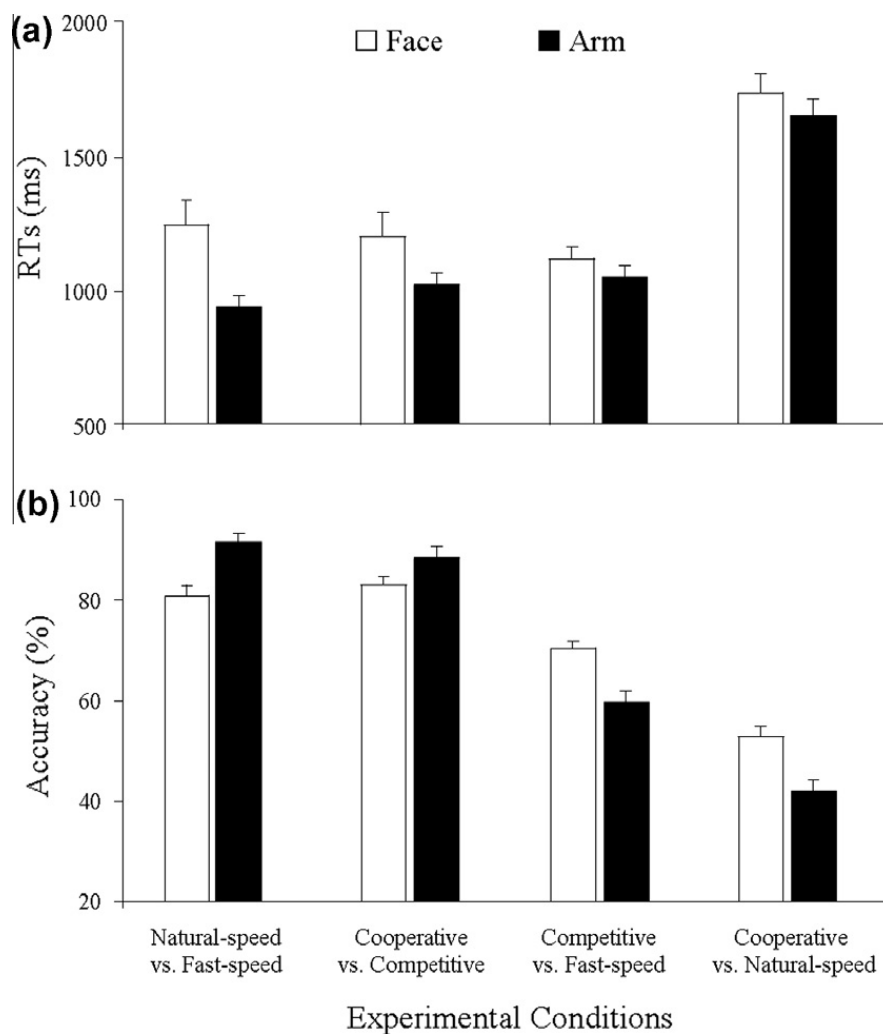 (a)
2000
Face
Arm
1500
1000
500
RTs (ms)
(b)
100
80
60
40
20
Accuracy (%)
Natural-speed
vs. Fast-speed
Cooperative
vs. Competitive
Competitive
vs. Fast-speed
Cooperative
vs. Natural-speed
Experimental Conditions